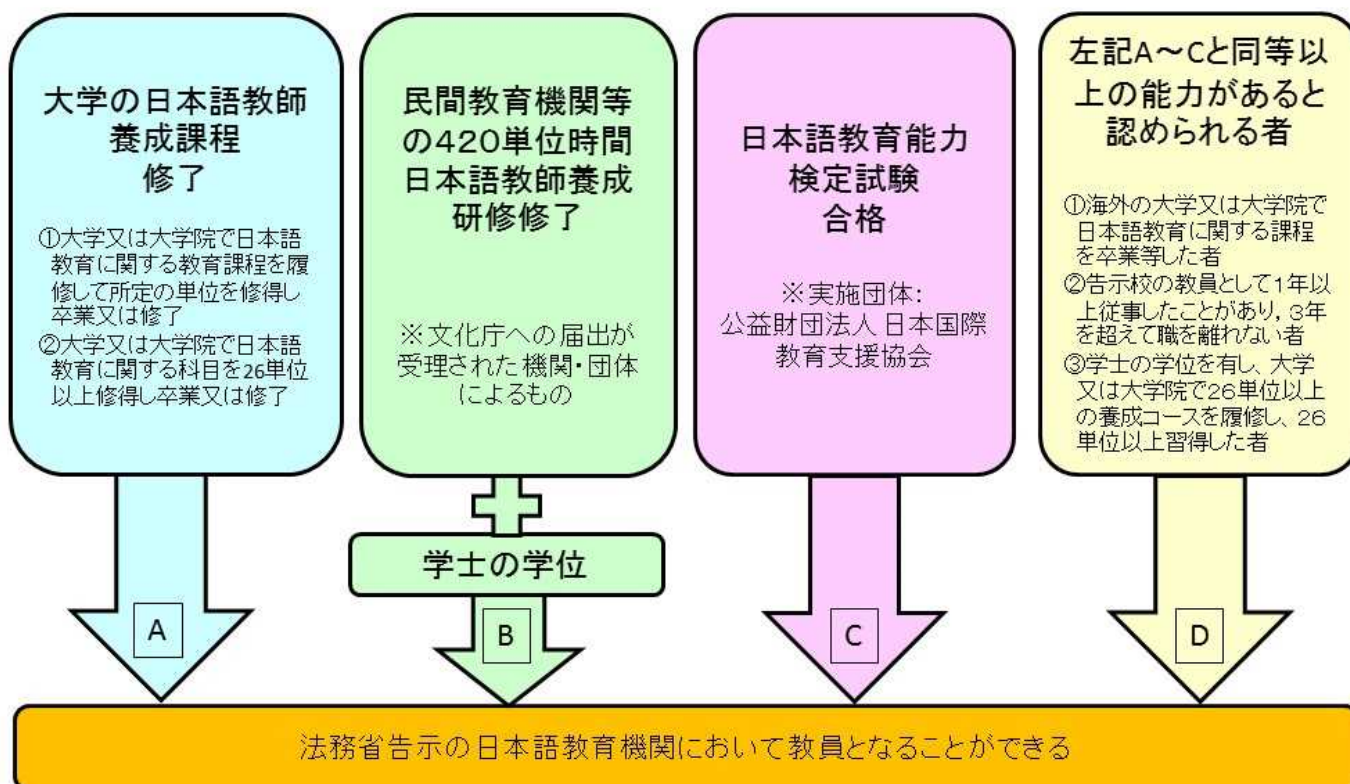 大学の日本語教師
養成課程
修了
①大学又は大学院で日本語
教育に関する教育課程を履
修して所定の単位を修得し
卒業又は修了
②大学又は大学院で日本語
教育に関する科目を26単位
以上修得し卒業又は修了
A
民間教育機関等
の420単位時間
日本語教師養成
研修修了
※文化庁への届出が
受理された機関・団体
によるもの
学士の学位
B
日本語教育能力
検定試験
合格
※実施団体:
公益財団法人日本国際
教育支援協会
C
左記A～Cと同等以
上の能力があると
認められる者
①海外の大学又は大学院で
日本語教育に関する課程
を卒業等した者
②告示校の教員として1年以
上従事したことがあり,3年
を超えて職を離れない者
③学士の学位を有し、大学
又は大学院で26単位以上
の養成コースを履修し、26
単位以上習得した者
D
法務省告示の日本語教育機関において教員となることができる